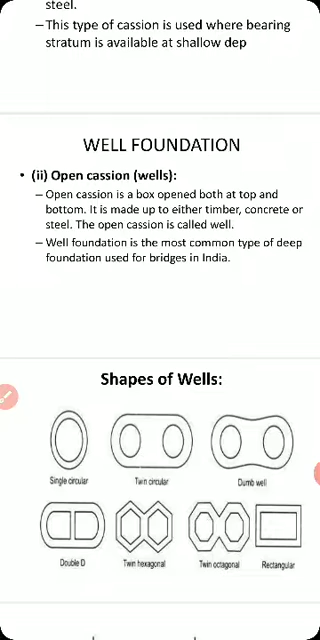 steel.
– This type of cassion is used where bearing
stratum is available at shallow dep
WELL FOUNDATION
• (ii) Open cassion (wells):
– Open cassion is a box opened both at top and
bottom. It is made up to either timber, concrete or
steel. The open cassion is called well.
– Well foundation is the most common type of deep
foundation used for bridges in India.
Shapes of Wells:
Single circular
Twin circular
Dumb well
Double D
Twin hexagonal
Twin octagonal
Rectangular